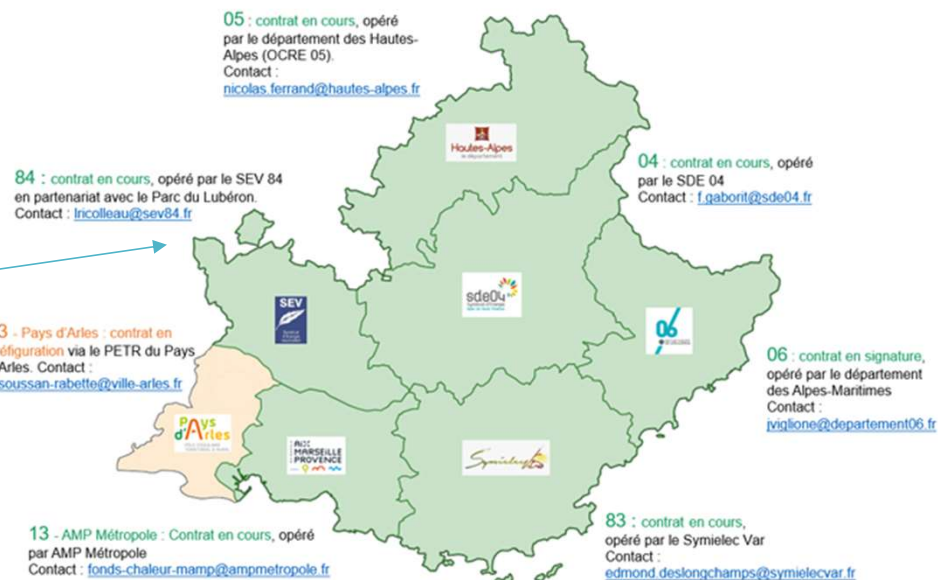 05 : contrat en cours, opéré
par le département des Hautes-
Alpes (OCRE 05).
Contact :
nicolas.ferrand@hautes-alpes.fr
Hautes-Alpes
le département
84 : contrat en cours, opéré par le SEV 84
en partenariat avec le Parc du Lubéron.
Contact : lricolleau@sev84.fr
04 : contrat en cours, opéré
par le SDE 04
Contact : f.gaborit@sde04.fr
SEV
sde04
06
3 - Pays d'Arles : contrat en
éfiguration via le PETR du Pays
Arles. Contact :
soussan-rabette@ville-arles.fr
06 : contrat en signature,
opéré par le département
des Alpes-Maritimes
Contact :
jviglione@departement06.fr
Pays
d'Arles
AIX
MARSEILLE
PROVENCE
Symielecvar
13 - AMP Métropole : Contrat en cours, opéré
par AMP Métropole
Contact : fonds-chaleur-mamp@ampmetropole.fr
83 : contrat en cours,
opéré par le Symielec Var
Contact :
edmond.deslongchamps@symielecvar.fr